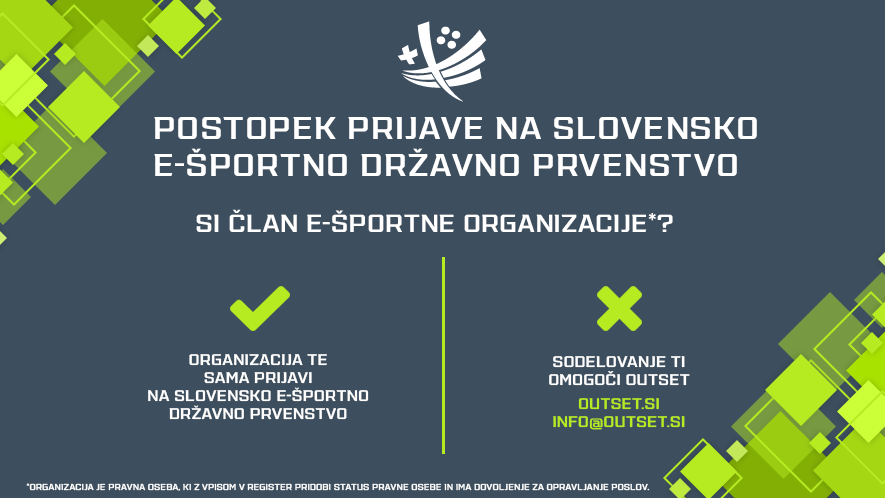 POSTOPEK PRIJAVE NA SLOVENSKO
E-ŠPORTNO DRŽAVNO PRVENSTVO
SI ČLAN E-ŠPORTNE ORGANIZACIJE*?
ORGANIZACIJA TE
SAMA PRIJAVI
NA SLOVENSKO E-ŠPORTNO
DRŽAVNO PRVENSTVO
SODELOVANJE TI
OMOGOČI OUTSET
OUTSET.SI
INFO@OUTSET.SI
*ORGANIZACIJA JE PRAVNA OSEBA, KI Z VPISOM V REGISTER PRIDOBI STATUS PRAVNE OSEBE IN IMA DOVOLJENJE ZA OPRAVLJANJE POSLOV.